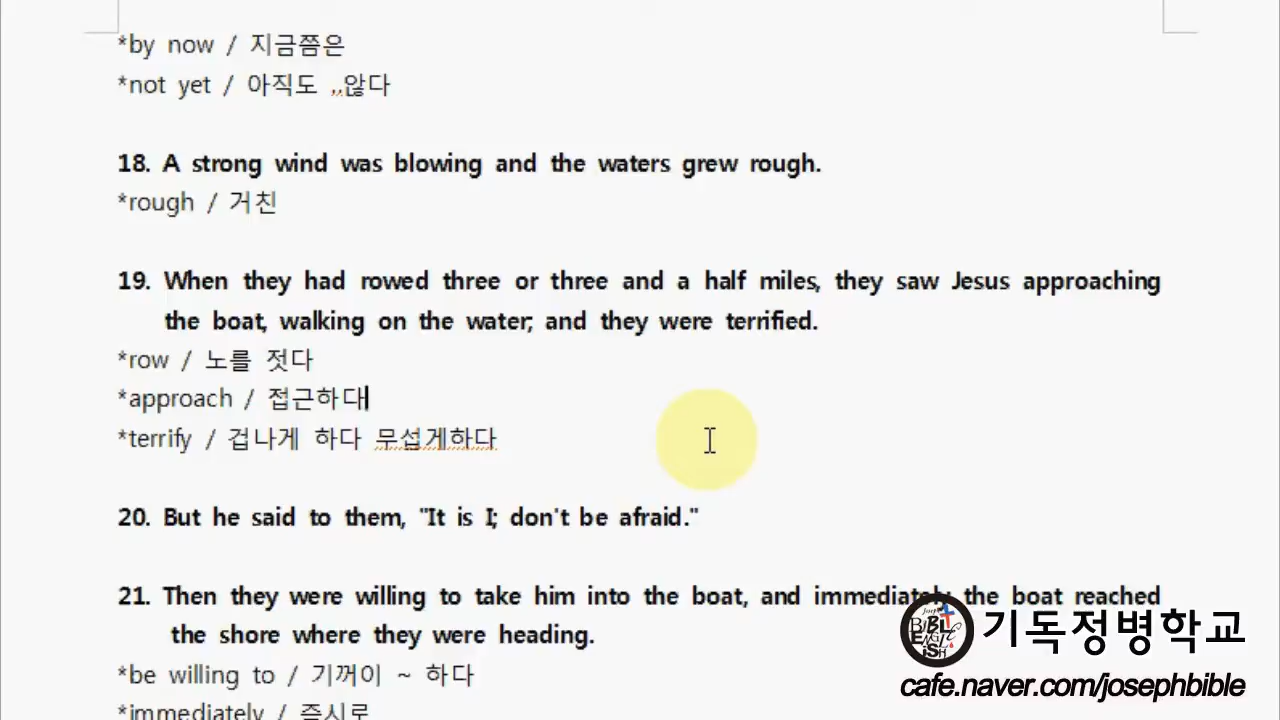 *by now / 지금쯤은
*not yet / 아직도 ,,않다
18. A strong wind was blowing and the waters grew rough.
*rough / 거친
19. When they had rowed three or three and a half miles, they saw Jesus approaching
the boat, walking on the water; and they were terrified.
*row / 노를 젓다
*approach / 접근하다
*terrify / 겁나게 하다 무섭게하다
20. But he said to them, "It is I; don't be afraid."
21. Then they were willing to take him into the boat, and immediately the boat reached
the shore where they were heading.
*be willing to / 기꺼이 ~ 하다
*immediately / 즉시로
BIBLE ENGLiSH
기독정병학교
cafe.naver.com/josephbible